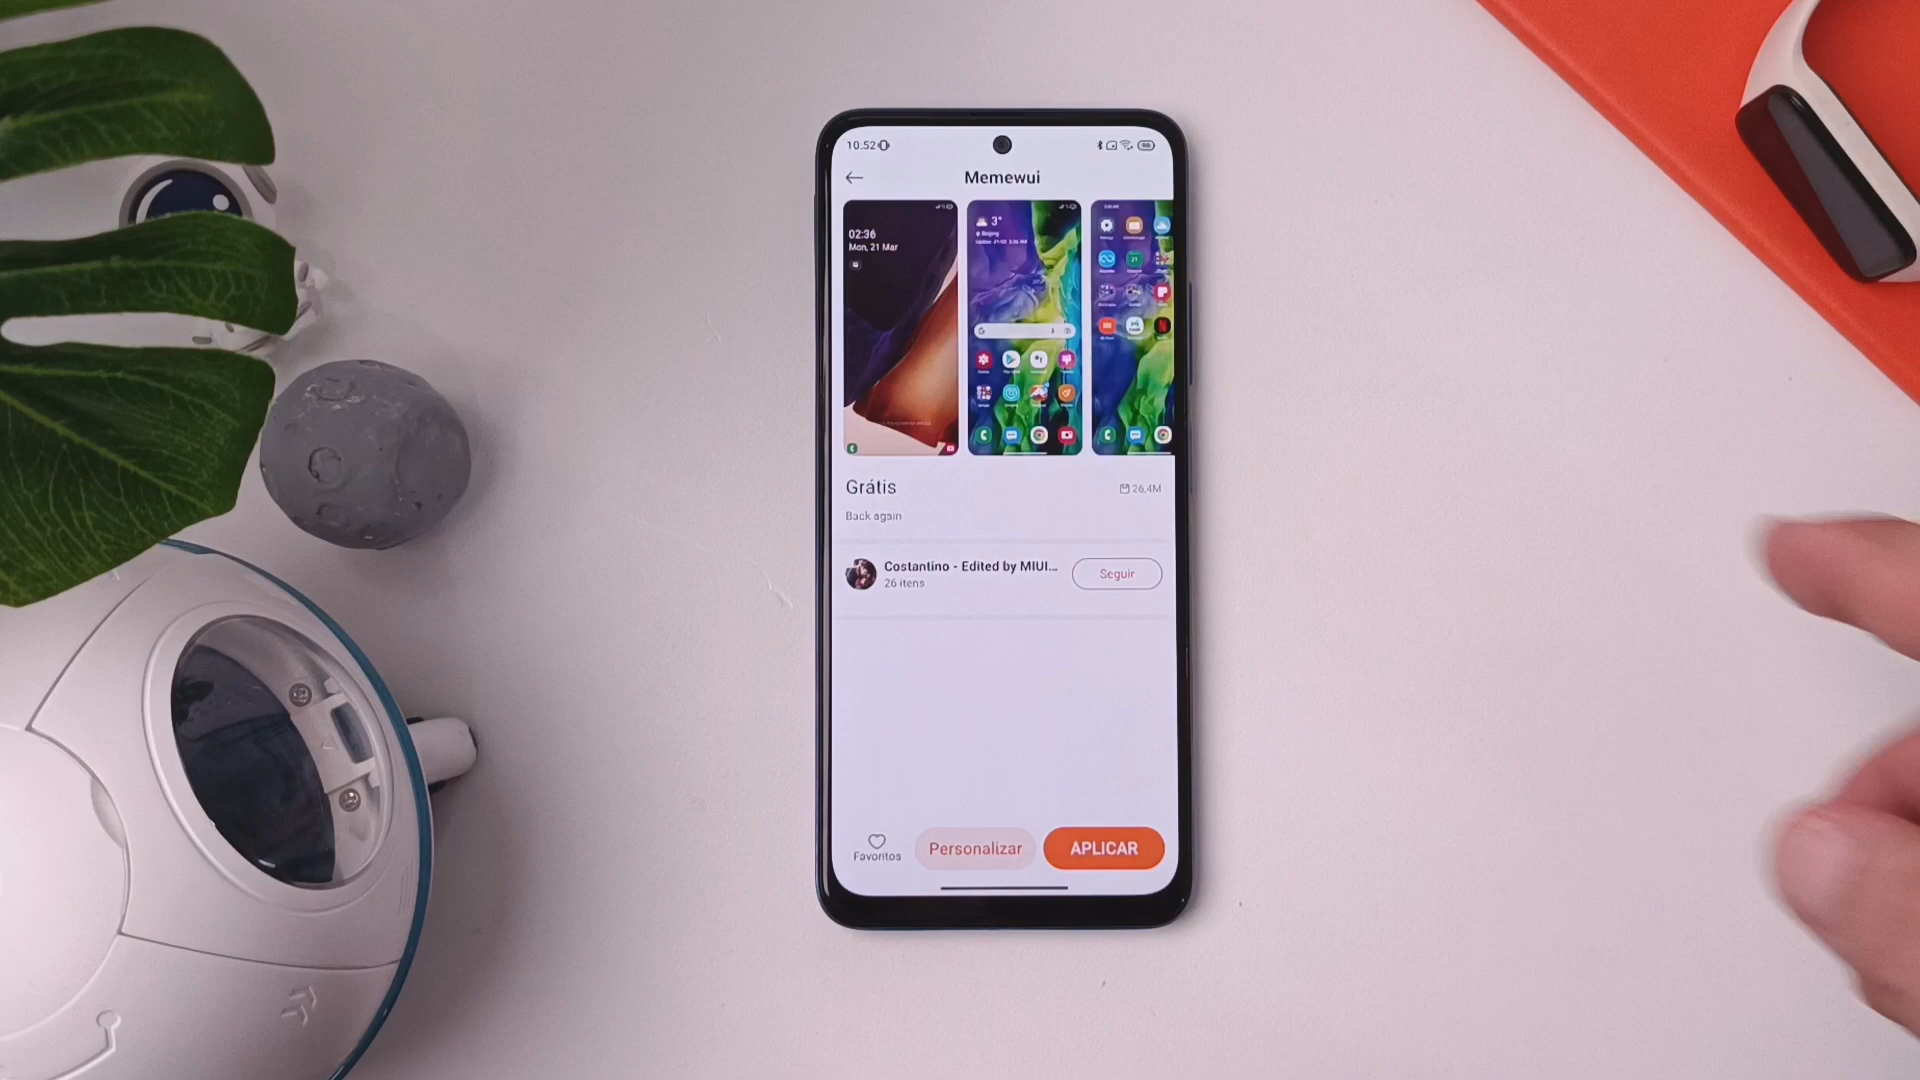 10.52
Memewui
02:36
Mon, 21 Mar
3°
Grátis
26,4M
Back again
Costantino - Edited by MIUI...
26 itens
Seguir
Favoritos
Personalizar
APLICAR